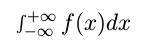 ∫_{-∞}^{+∞} f(x)dx